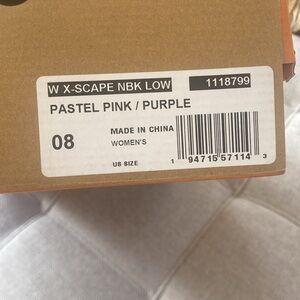 W X-SCAPE NBK LOW 1118799
PASTEL PINK / PURPLE
08
MADE IN CHINA
WOMEN'S
US SIZE
1 94715 57114 3